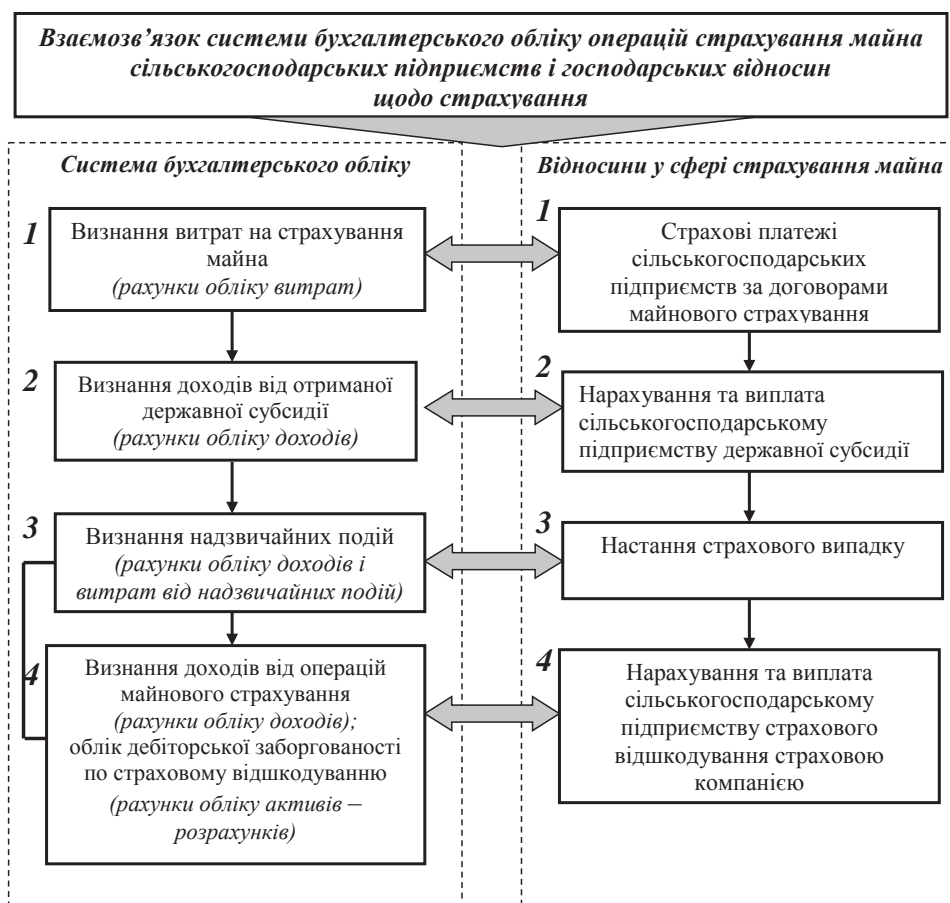 Взаємозв’язок системи бухгалтерського обліку операцій страхування майна
сільськогосподарських підприємств і господарських відносин
щодо страхування
Система бухгалтерського обліку
1
Визнання витрат на страхування
майна
(рахунки обліку витрат)
2
Визнання доходів від отриманої
державної субсидії
(рахунки обліку доходів)
3
Визнання надзвичайних подій
(рахунки обліку доходів і
витрат від надзвичайних подій)
4
Визнання доходів від операцій
майнового страхування
(рахунки обліку доходів);
облік дебіторської заборгованості
по страховому відшкодуванню
(рахунки обліку активів –
розрахунків)
Відносини у сфері страхування майна
1
Страхові платежі
сільськогосподарських
підприємств за договорами
майнового страхування
2
Нарахування та виплата
сільськогосподарському
підприємству державної субсидії
3
Настання страхового випадку
4
Нарахування та виплата
сільськогосподарському
підприємству страхового
відшкодування страховою
компанією